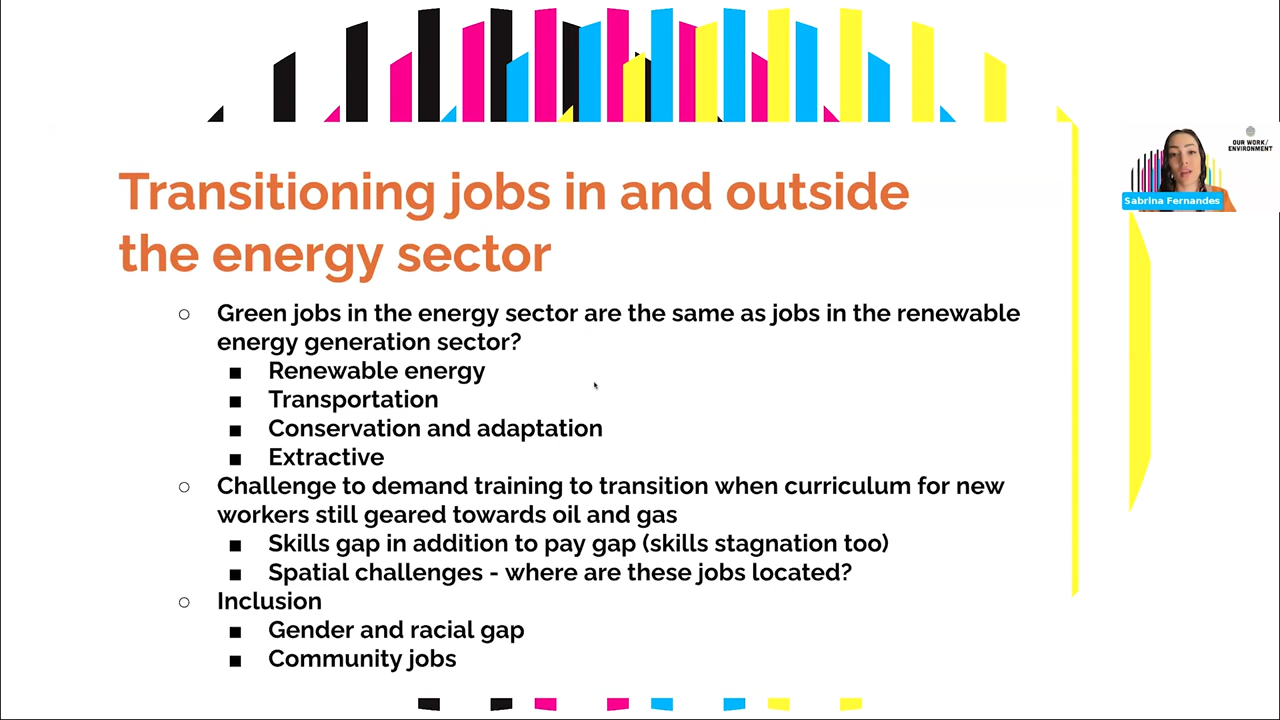 OUR WORK/
ENVIRONMENT
Sabrina Fernandes
Transitioning jobs in and outside
the energy sector
○ Green jobs in the energy sector are the same as jobs in the renewable
energy generation sector?
■ Renewable energy
■ Transportation
■ Conservation and adaptation
■ Extractive
○ Challenge to demand training to transition when curriculum for new
workers still geared towards oil and gas
■ Skills gap in addition to pay gap (skills stagnation too)
■ Spatial challenges - where are these jobs located?
○ Inclusion
■ Gender and racial gap
■ Community jobs